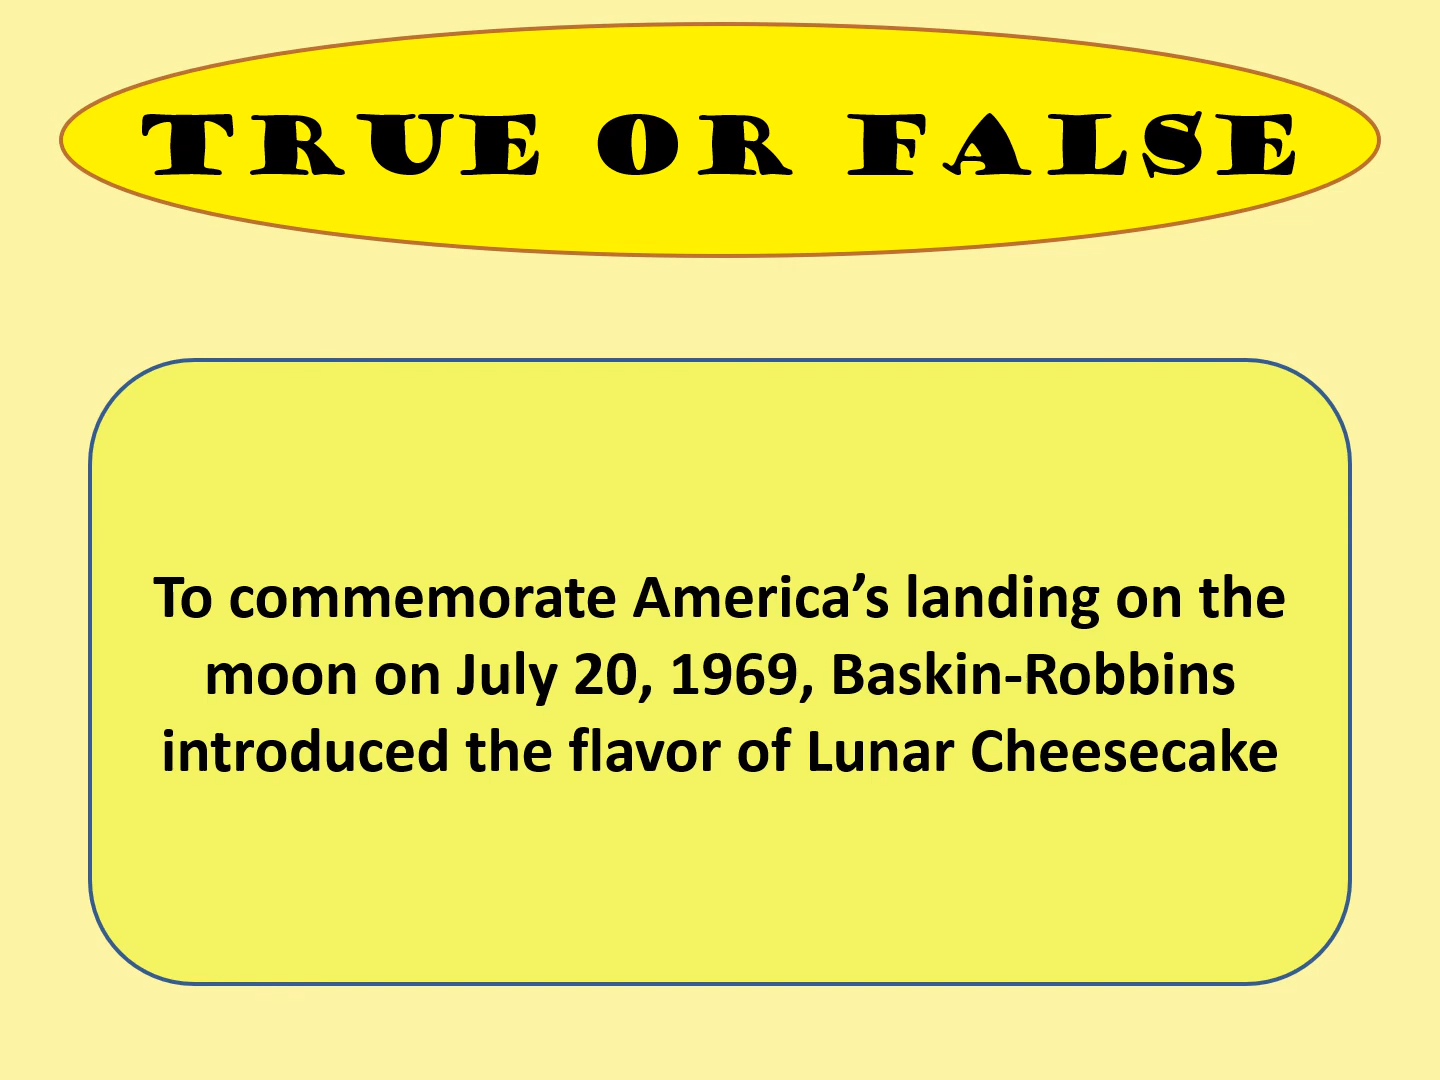 TRUE OR FALSE
To commemorate America’s landing on the
moon on July 20, 1969, Baskin-Robbins
introduced the flavor of Lunar Cheesecake